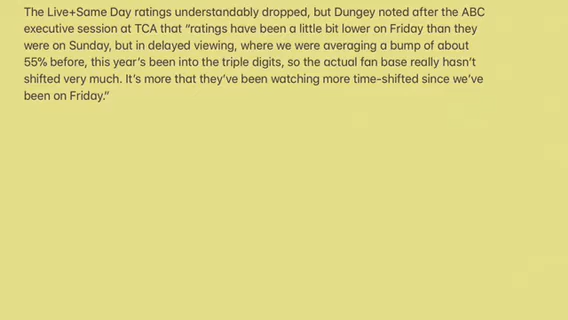 The Live+Same Day ratings understandably dropped, but Dungey noted after the ABC
executive session at TCA that “ratings have been a little bit lower on Friday than they
were on Sunday, but in delayed viewing, where we were averaging a bump of about
55% before, this year’s been into the triple digits, so the actual fan base really hasn’t
shifted very much. It’s more that they’ve been watching more time-shifted since we’ve
been on Friday.”